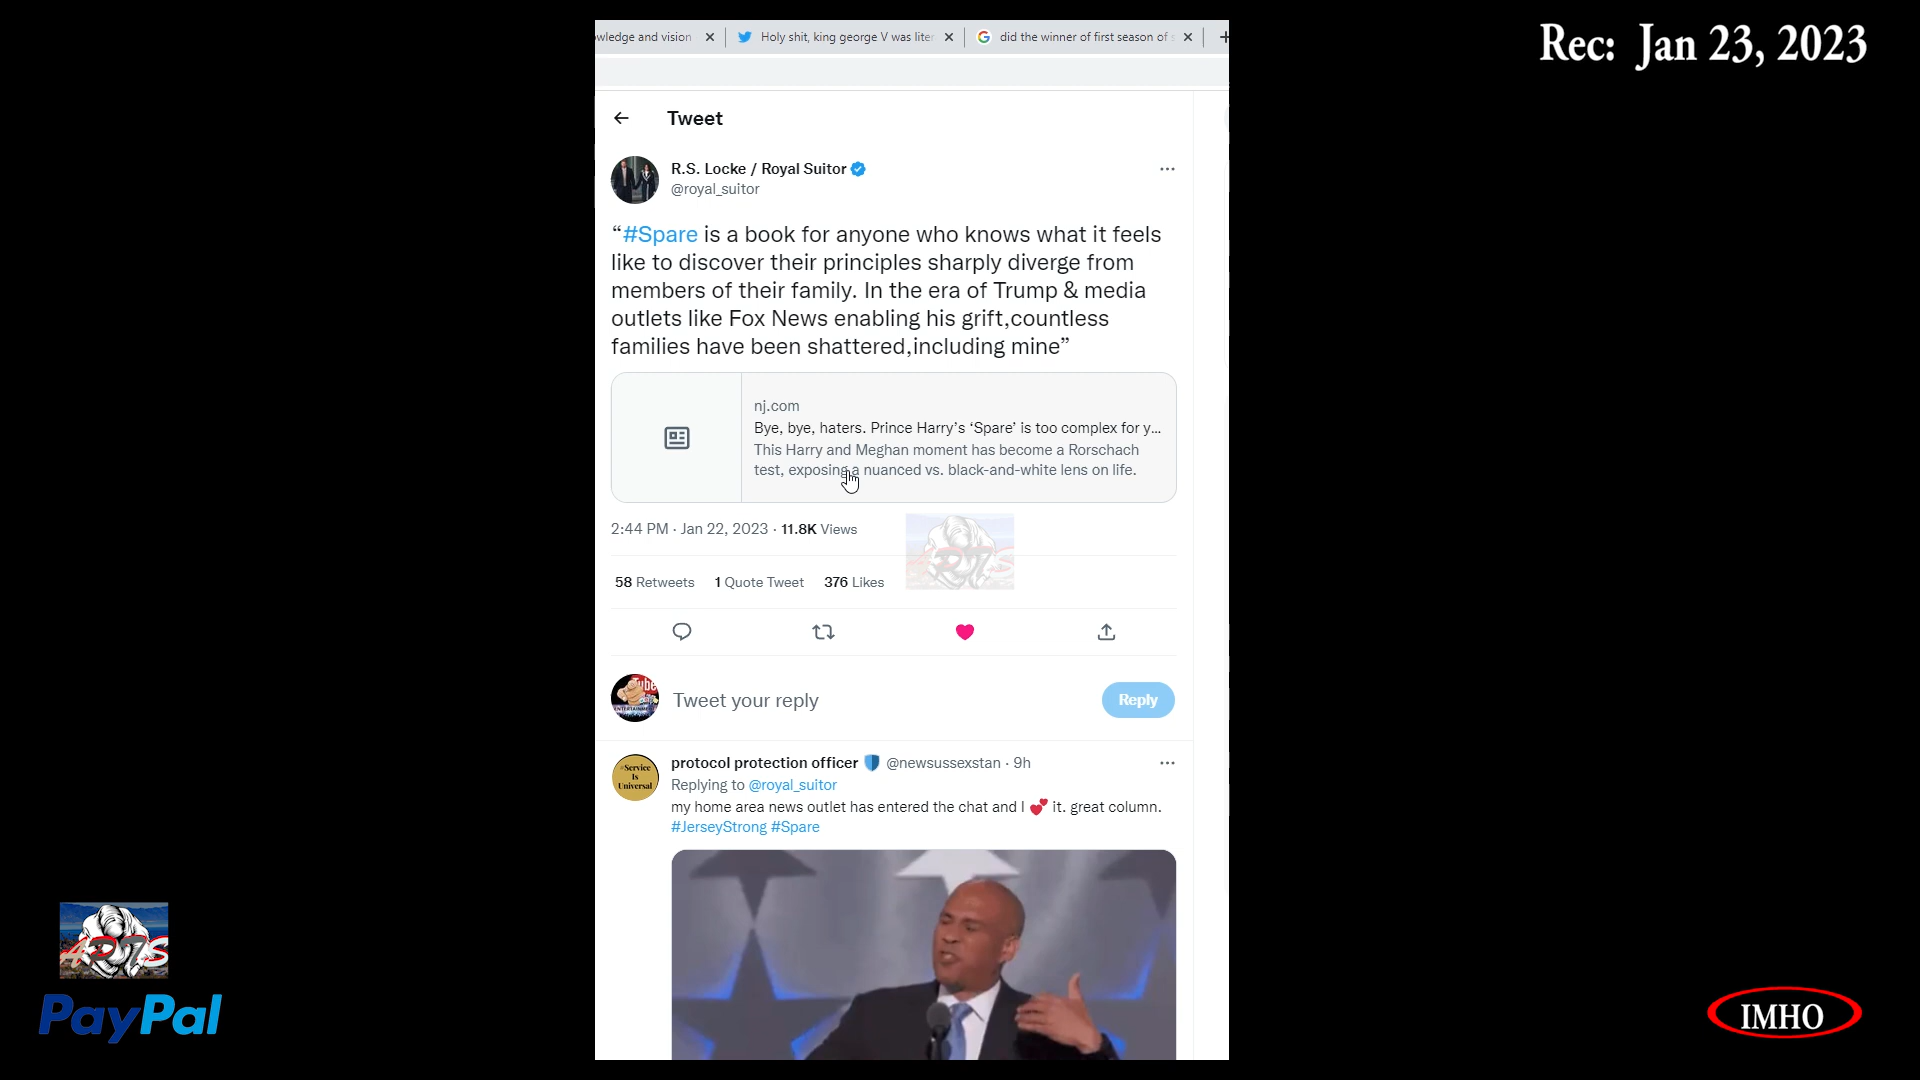 owledge and vision
Holy shit, king george V was liter
did the winner of first season of s
Rec: Jan 23, 2023
Tweet
R.S. Locke / Royal Suitor
@royal_suitor
“#Spare is a book for anyone who knows what it feels
like to discover their principles sharply diverge from
members of their family. In the era of Trump & media
outlets like Fox News enabling his grift,countless
families have been shattered,including mine”
nj.com
Bye, bye, haters. Prince Harry’s ‘Spare’ is too complex for y...
This Harry and Meghan moment has become a Rorschach
test, exposing a nuanced vs. black-and-white lens on life.
2:44 PM · Jan 22, 2023 · 11.8K Views
58 Retweets 1 Quote Tweet 376 Likes
Tweet your reply
Reply
#Service
Is
Universal
protocol protection officer @newsussexstan · 9h
Replying to @royal_suitor
my home area news outlet has entered the chat and I 💕 it. great column.
#JerseyStrong #Spare
PayPal
IMHO